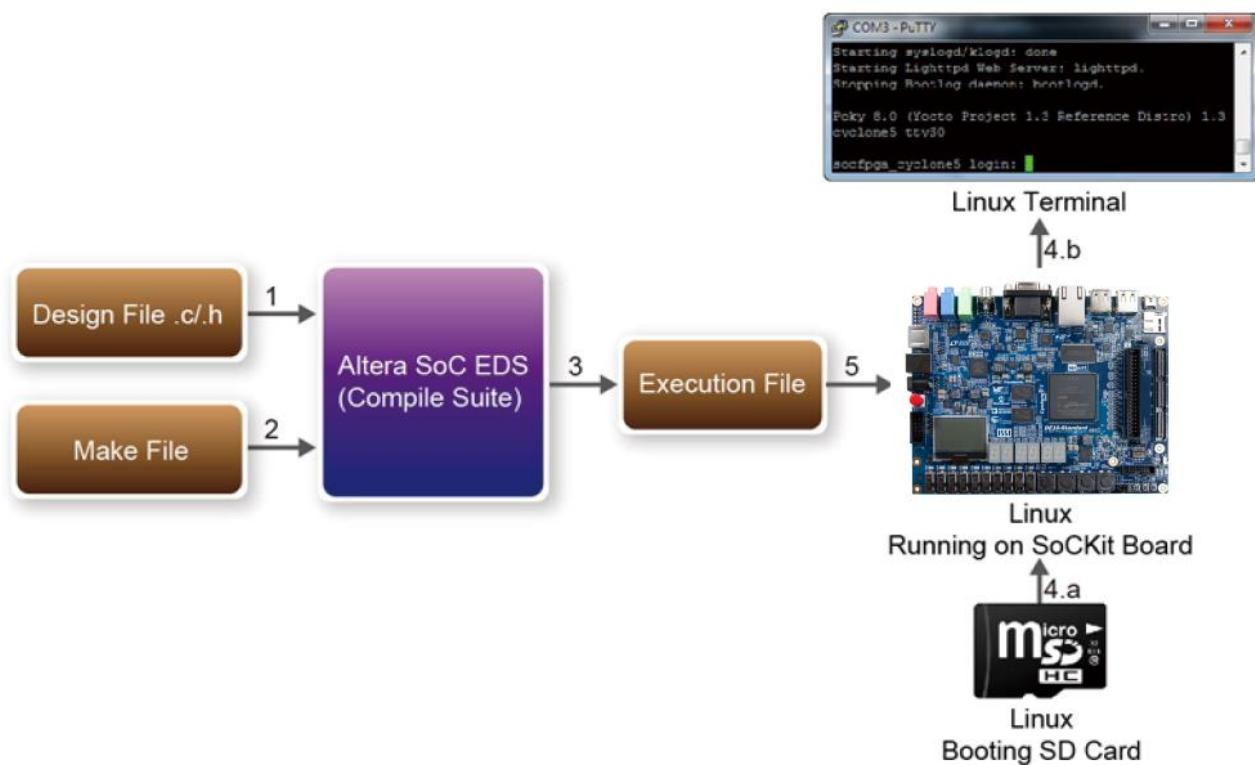 COM3 - PuTTY
Starting syslogd/klogd: done
Starting Lighttpd Web Server: lighttpd.
Stopping Bootlog daemon: bootlogd.
Poky 8.0 (Yocto Project 1.3 Reference Distro) 1.3
cyclone5 ttyS0
socfpga_cyclone5 login:
Linux Terminal
4.b
Design File .c/.h
1
Make File
2
Altera SoC EDS
(Compile Suite)
3
Execution File
5
DE10-Standard
Linux
Running on SoCKit Board
4.a
micro
SD
HC
Linux
Booting SD Card